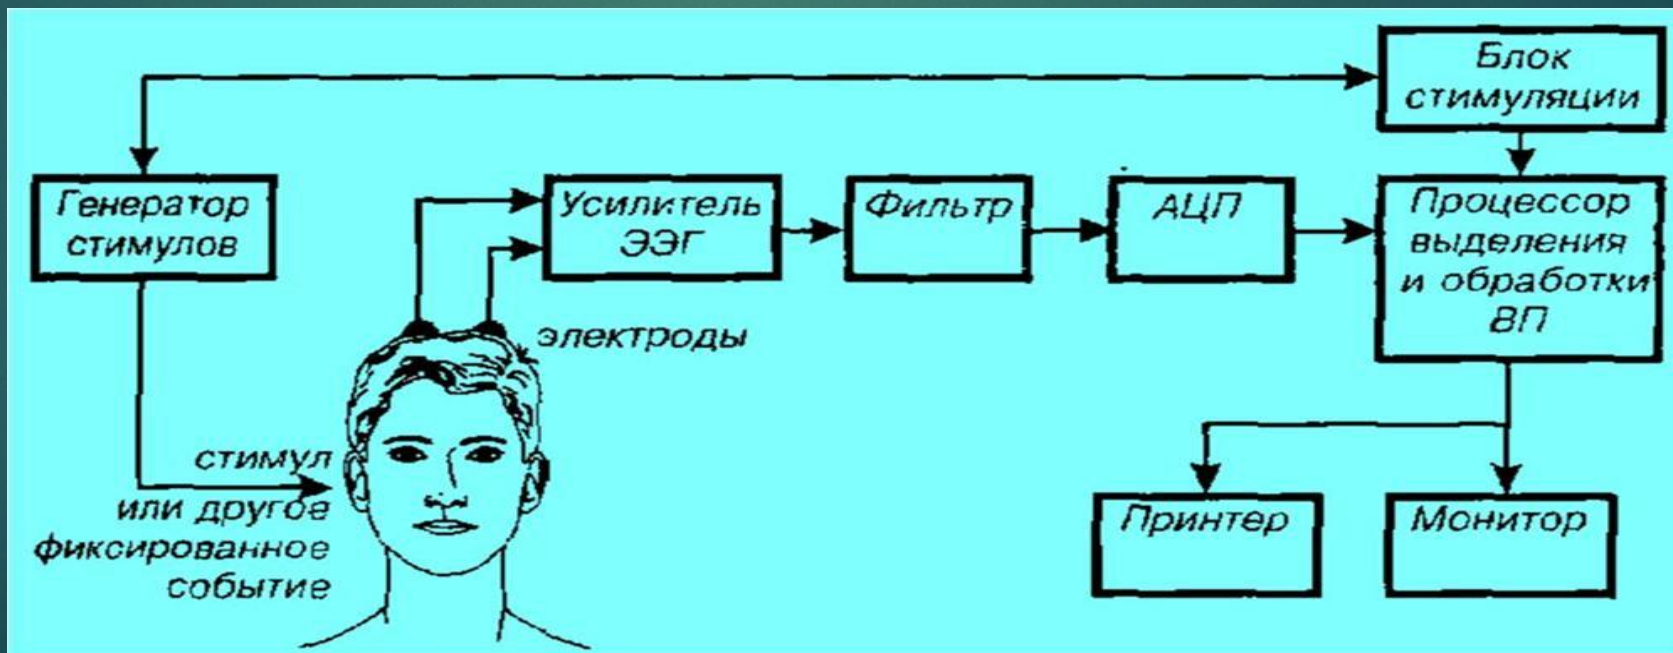 Блок
стимуляции
Генератор
стимулов
Усилитель
ЭЭГ
Фильтр
АЦП
Процессор
выделения
и обработки
ВП
электроды
стимул
или другое
фиксированное
событие
Принтер
Монитор